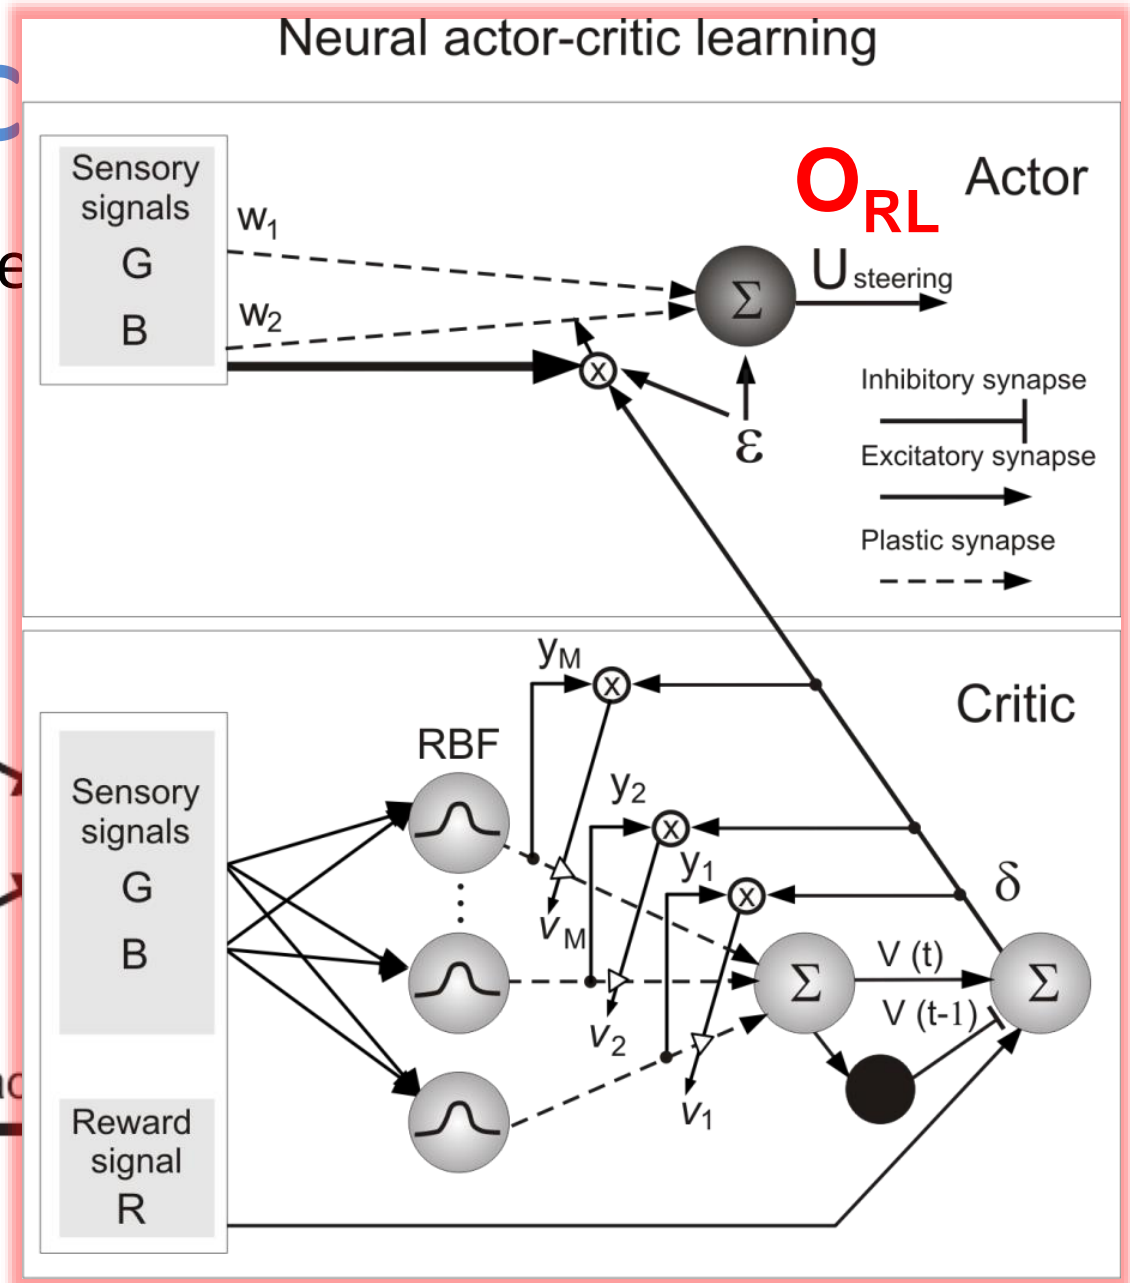 Neural actor-critic learning
Sensory
signals
G
B
w1
w2
ORL
Actor
Σ
U steering
x
ε
Inhibitory synapse
Excitatory synapse
Plastic synapse
Critic
Sensory
signals
G
B
Reward
signal
R
RBF
yM
x
y2
x
y1
x
vM
v2
v1
Σ
V (t)
V (t-1)
δ
Σ